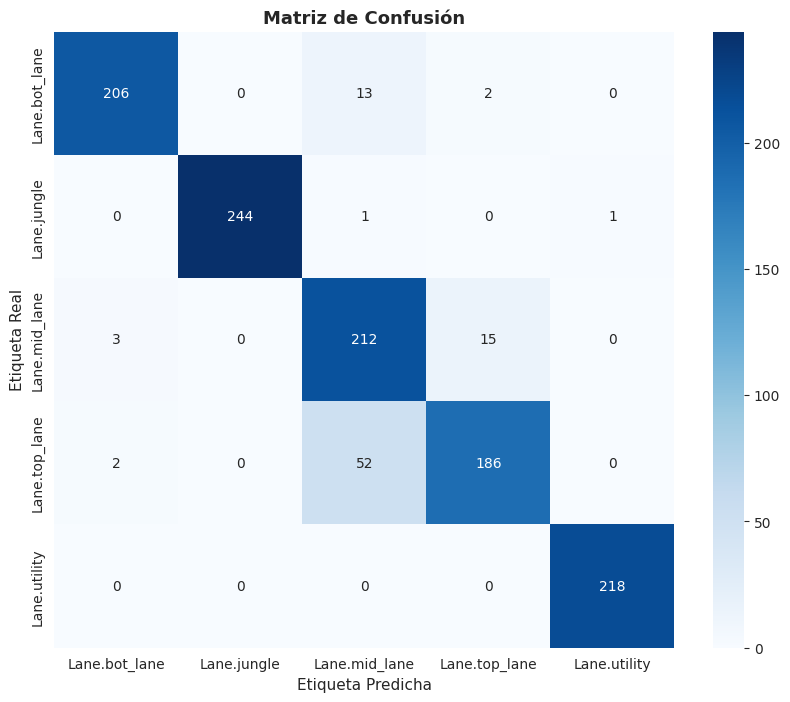 Matriz de Confusión
Etiqueta Real
Lane.bot_lane
206 0 13 2 0
Lane.jungle
0 244 1 0 1
Lane.mid_lane
3 0 212 15 0
Lane.top_lane
2 0 52 186 0
Lane.utility
0 0 0 0 218
Lane.bot_lane Lane.jungle Lane.mid_lane Lane.top_lane Lane.utility
Etiqueta Predicha
200
150
100
50
0